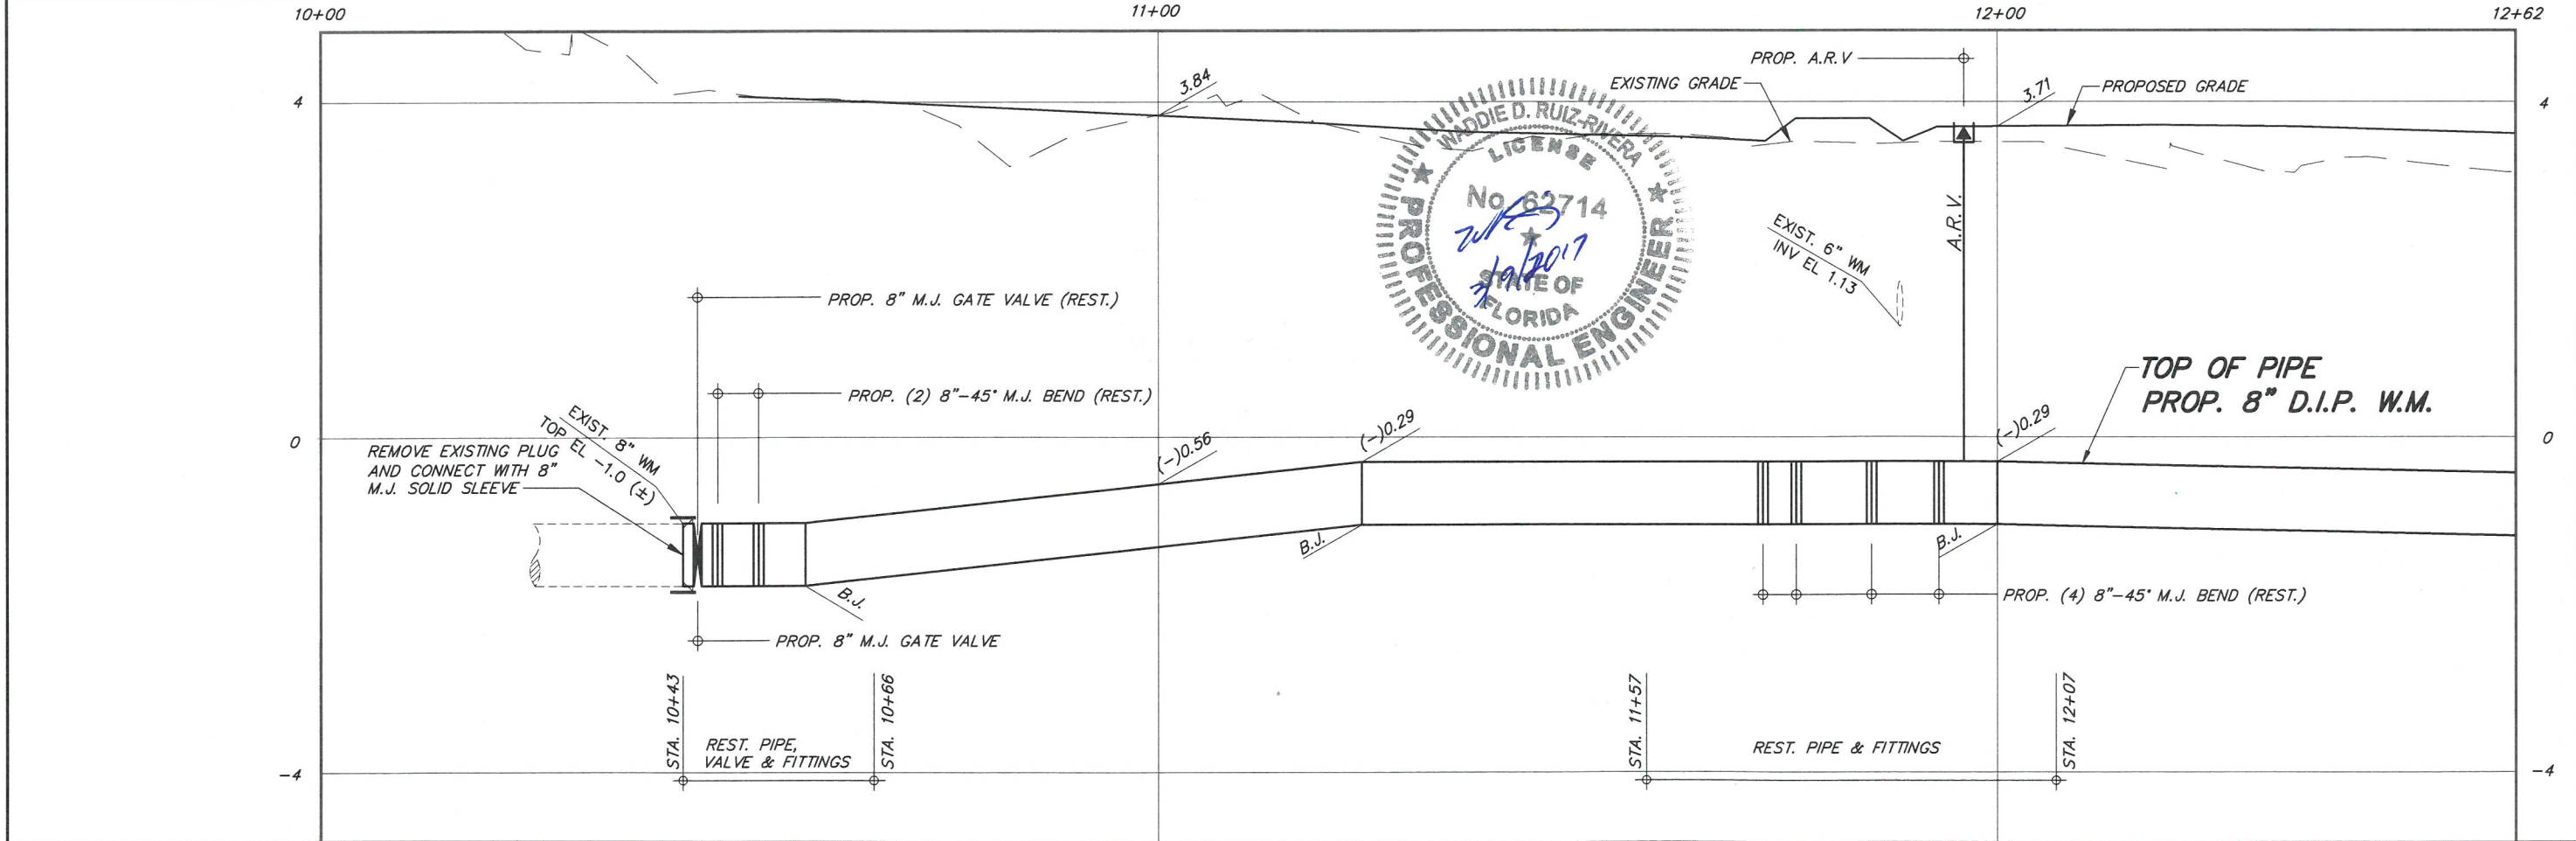 10+00
11+00
12+00
12+62
PROP. A.R.V
EXISTING GRADE
PROPOSED GRADE
3.84
3.71
4
4
WADDIE D. RUIZ-RIVERA
LICENSE
No. 62714
3/9/2017
STATE OF
FLORIDA
PROFESSIONAL ENGINEER
A.R.V.
EXIST. 6" WM
INV EL 1.13
PROP. 8" M.J. GATE VALVE (REST.)
PROP. (2) 8"-45° M.J. BEND (REST.)
TOP OF PIPE
PROP. 8" D.I.P. W.M.
EXIST. 8" WM
TOP EL -1.0 (±)
0
0
REMOVE EXISTING PLUG
AND CONNECT WITH 8"
M.J. SOLID SLEEVE
(-)0.56
(-)0.29
(-)0.29
B.J.
B.J.
B.J.
PROP. (4) 8"-45° M.J. BEND (REST.)
PROP. 8" M.J. GATE VALVE
STA. 10+43
STA. 10+66
STA. 11+57
STA. 12+07
REST. PIPE,
VALVE & FITTINGS
REST. PIPE & FITTINGS
-4
-4